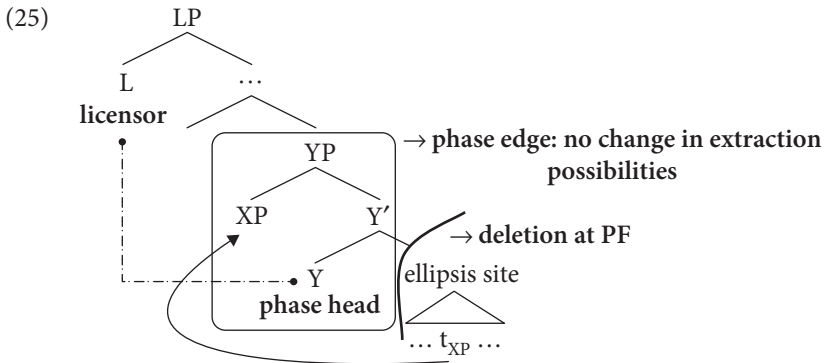 (25)
LP
L …
licensor
→ phase edge: no change in extraction
possibilities
YP
XP Y′
→ deletion at PF
Y ellipsis site
phase head
… tXP …